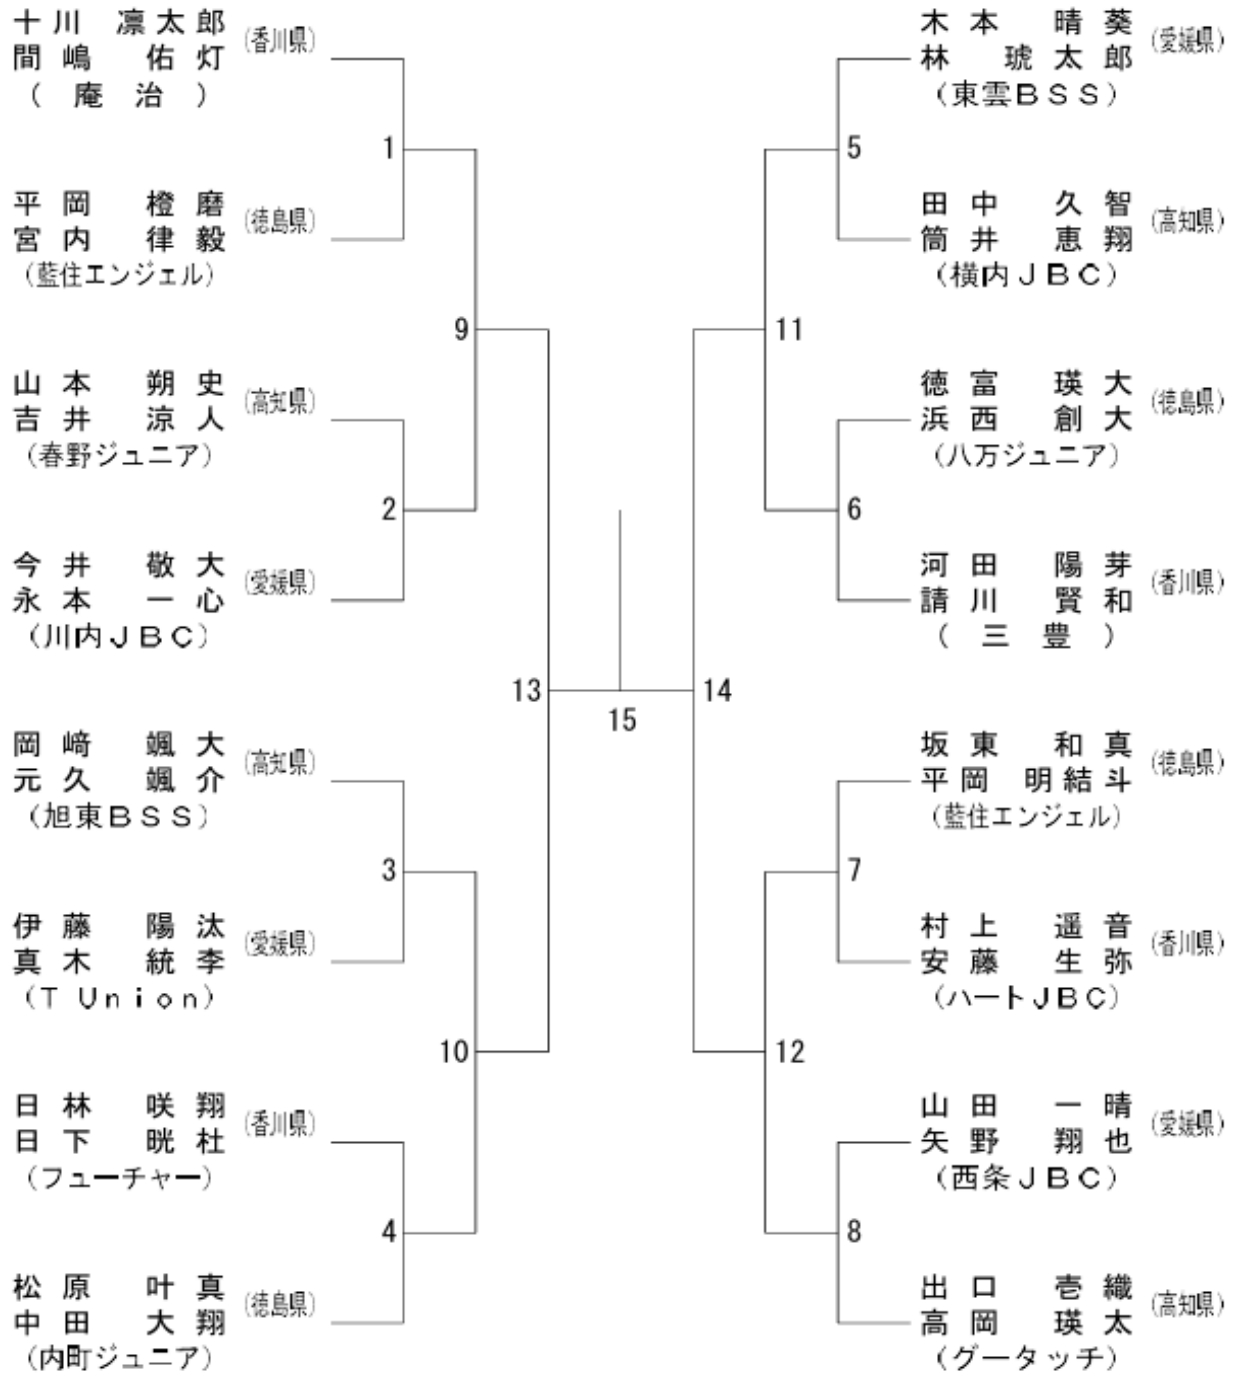 十川 凛太郎 (香川県)
間嶋 佑灯
(庵治)
1
平岡 橙磨 (徳島県)
宮内 律毅
(藍住エンジェル)
9
山本 朔史 (高知県)
吉井 涼人
(春野ジュニア)
2
今井 敬大 (愛媛県)
永本 一心
(川内JBC)
13
岡﨑 颯大 (高知県)
元久 颯介
(旭東BSS)
3
伊藤 陽汰 (愛媛県)
真木 統李
(T Union)
10
日林 咲翔 (香川県)
日下 晄杜
(フューチャー)
4
松原 叶真 (徳島県)
中田 大翔
(内町ジュニア)
15
木本 晴葵 (愛媛県)
林 琥太郎
(東雲BSS)
5
田中 久智 (高知県)
筒井 恵翔
(横内JBC)
11
徳富 瑛大 (徳島県)
浜西 創大
(八万ジュニア)
6
河田 陽芽 (香川県)
請川 賢和
(三豊)
14
坂東 和真 (徳島県)
平岡 明結斗
(藍住エンジェル)
7
村上 遥音 (香川県)
安藤 生弥
(ハートJBC)
12
山田 一晴 (愛媛県)
矢野 翔也
(西条JBC)
8
出口 壱織 (高知県)
高岡 瑛太
(グータッチ)